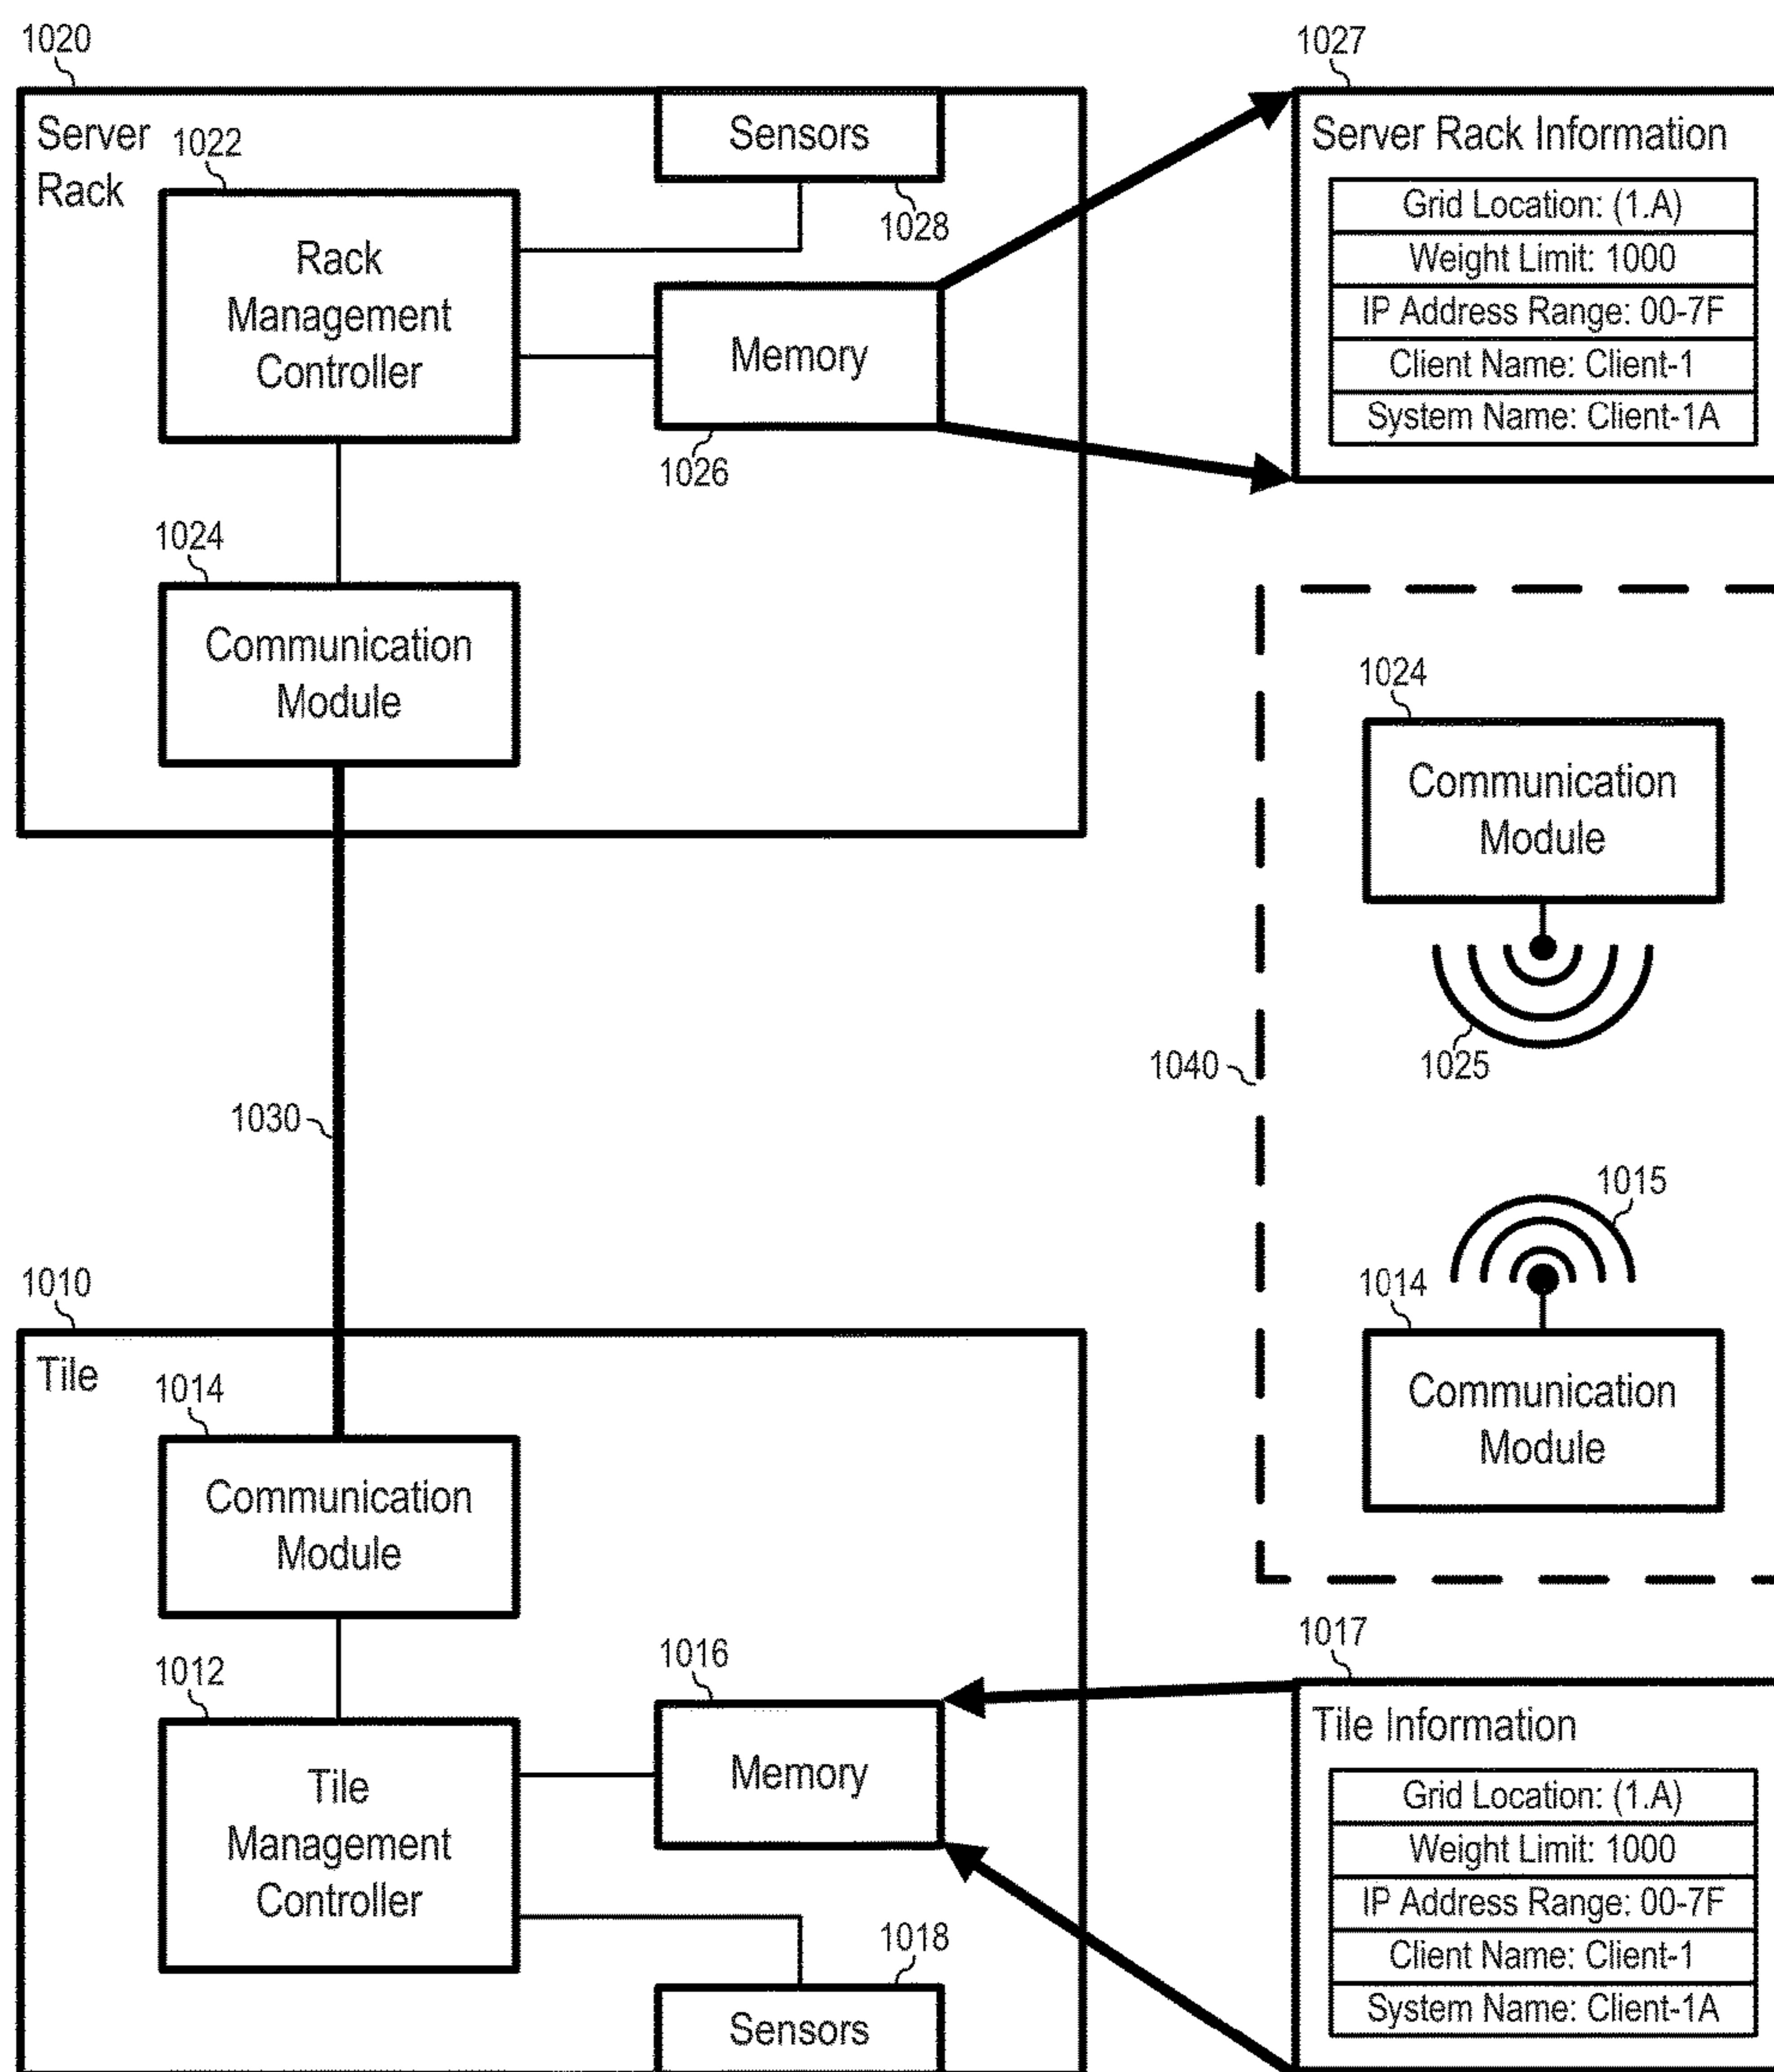 1020
Server
Rack
1022
Rack
Management
Controller
Sensors
1028
Memory
1026
1024
Communication
Module
1027
Server Rack Information
Grid Location: (1.A)
Weight Limit: 1000
IP Address Range: 00-7F
Client Name: Client-1
System Name: Client-1A
1030
1040
1024
Communication
Module
1025
1015
1014
Communication
Module
1010
Tile
1014
Communication
Module
1012
Tile
Management
Controller
1016
Memory
1018
Sensors
1017
Tile Information
Grid Location: (1.A)
Weight Limit: 1000
IP Address Range: 00-7F
Client Name: Client-1
System Name: Client-1A